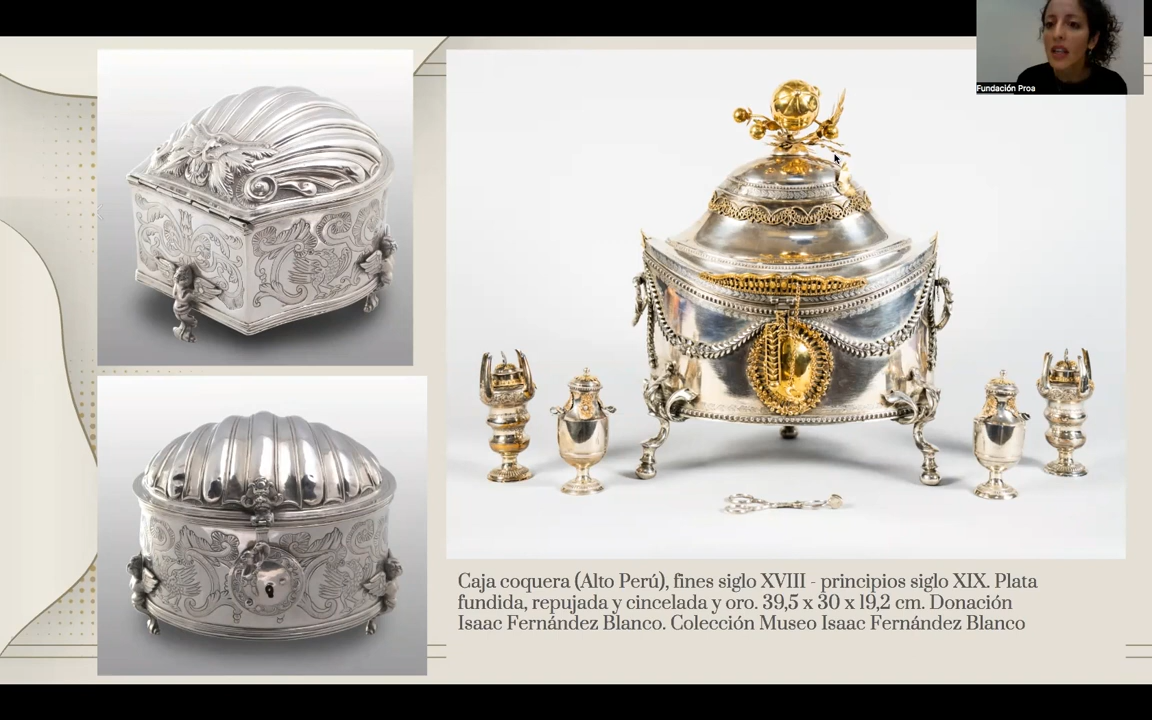 Fundación Proa
Caja coquera (Alto Perú), fines siglo XVIII - principios siglo XIX. Plata
fundida, repujada y cincelada y oro. 39,5 x 30 x 19,2 cm. Donación
Isaac Fernández Blanco. Colección Museo Isaac Fernández Blanco